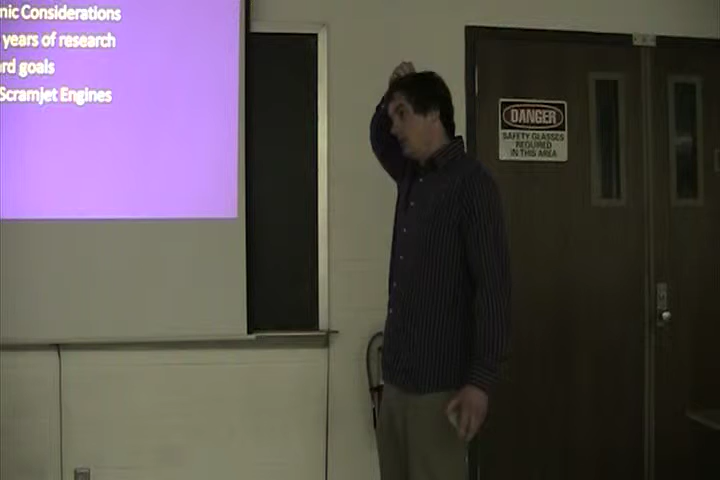 nic Considerations
years of research
rd goals
Scramjet Engines
DANGER
SAFETY GLASSES
REQUIRED
IN THIS AREA